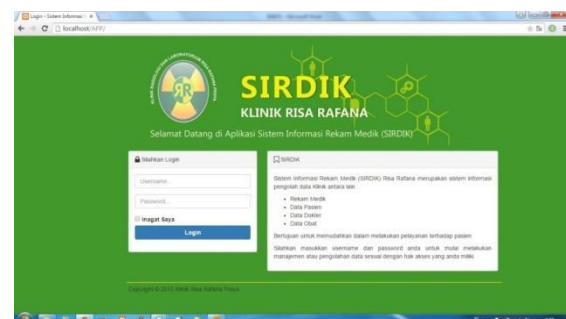 Login - Sistem Informasi
localhost/APP/
SIRDIK
KLINIK RISA RAFANA
Selamat Datang di Aplikasi Sistem Informasi Rekam Medik (SIRDIK)
Silahkan Login
Username...
Password...
Inagat Saya
Login
SIRDIK
Sistem Informasi Rekam Medik (SIRDIK) Risa Rafana merupakan sistem informasi
pengolah data Klinik antara lain
Rekam Medik
Data Pasien
Data Dokter
Data Obat
Bertujuan untuk memudahkan dalam melakukan pelayanan terhadap pasien
Silahkan masukkan username dan password anda untuk mulai melakukan
manajemen atau pengolahan data sesuai dengan hak akses yang anda miliki
Copyright © Klinik Risa Rafana